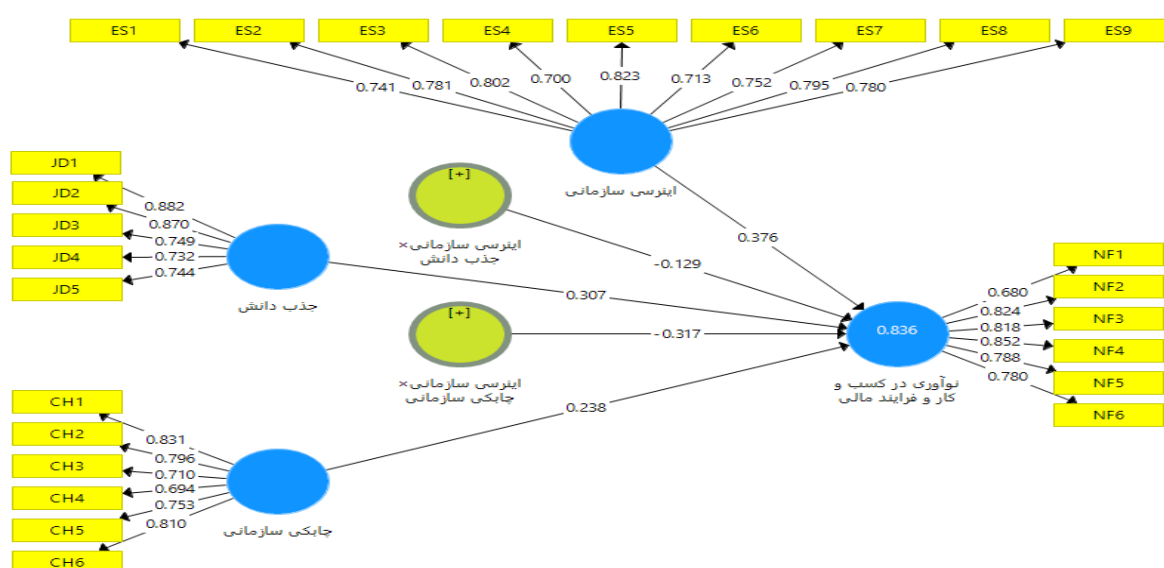 ES1
ES2
ES3
ES4
ES5
ES6
ES7
ES8
ES9
0.741
0.781
0.802
0.700
0.823
0.713
0.752
0.795
0.780
اینرسی سازمانی
JD1
JD2
JD3
JD4
JD5
0.882
0.870
0.749
0.732
0.744
جذب دانش
[+]
اینرسی سازمانی×
جذب دانش
-0.129
0.376
0.307
[+]
اینرسی سازمانی×
چابکی سازمانی
-0.317
0.238
0.836
نوآوری در کسب و
کار و فرایند مالی
NF1
NF2
NF3
NF4
NF5
NF6
0.680
0.824
0.818
0.852
0.788
0.780
CH1
CH2
CH3
CH4
CH5
CH6
0.831
0.796
0.710
0.694
0.753
0.810
چابکی سازمانی